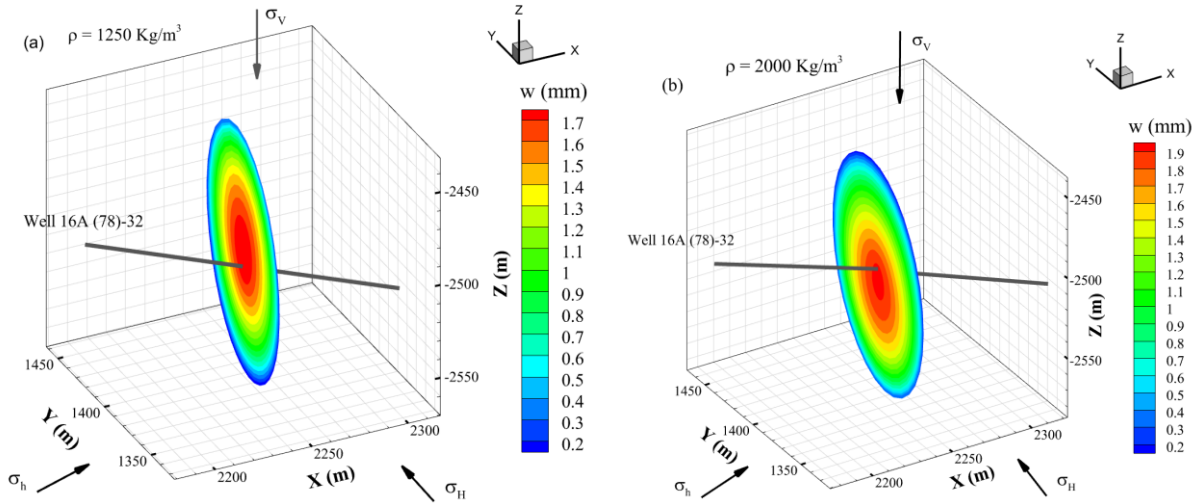 (a)
ρ = 1250 Kg/m³
σV
Z
Y
X
w (mm)
1.7
1.6
1.5
1.4
1.3
1.2
1.1
1
0.9
0.8
0.7
0.6
0.5
0.4
0.3
0.2
Well 16A (78)-32
-2450
-2500
-2550
Z (m)
1450
1400
1350
Y (m)
2200
2250
2300
X (m)
σh
σH
(b)
ρ = 2000 Kg/m³
σV
Z
Y
X
w (mm)
1.9
1.8
1.7
1.6
1.5
1.4
1.3
1.2
1.1
1
0.9
0.8
0.7
0.6
0.5
0.4
0.3
0.2
Well 16A (78)-32
-2450
-2500
-2550
Z (m)
1450
1400
1350
Y (m)
2200
2250
2300
X (m)
σh
σH